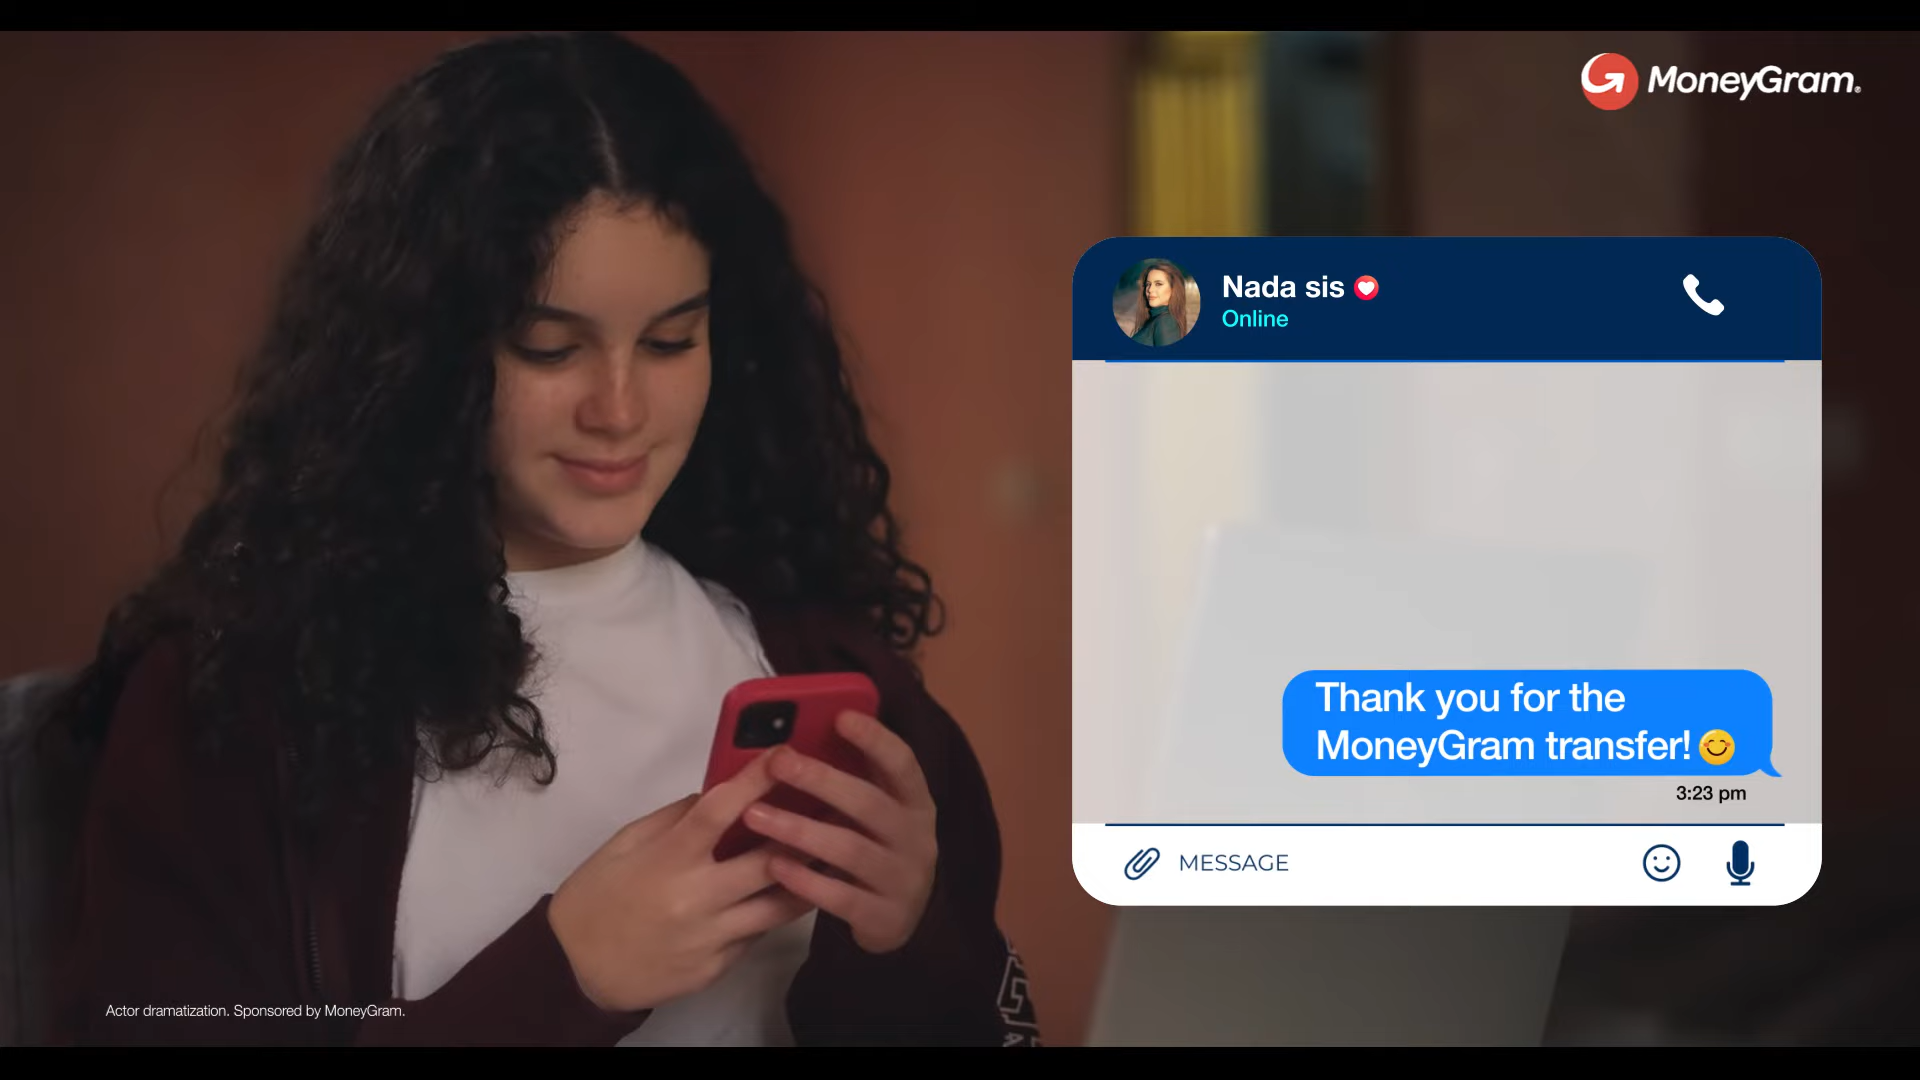 MoneyGram®
Nada sis
Online
Thank you for the
MoneyGram transfer!😊
3:23 pm
MESSAGE
Actor dramatization. Sponsored by MoneyGram.